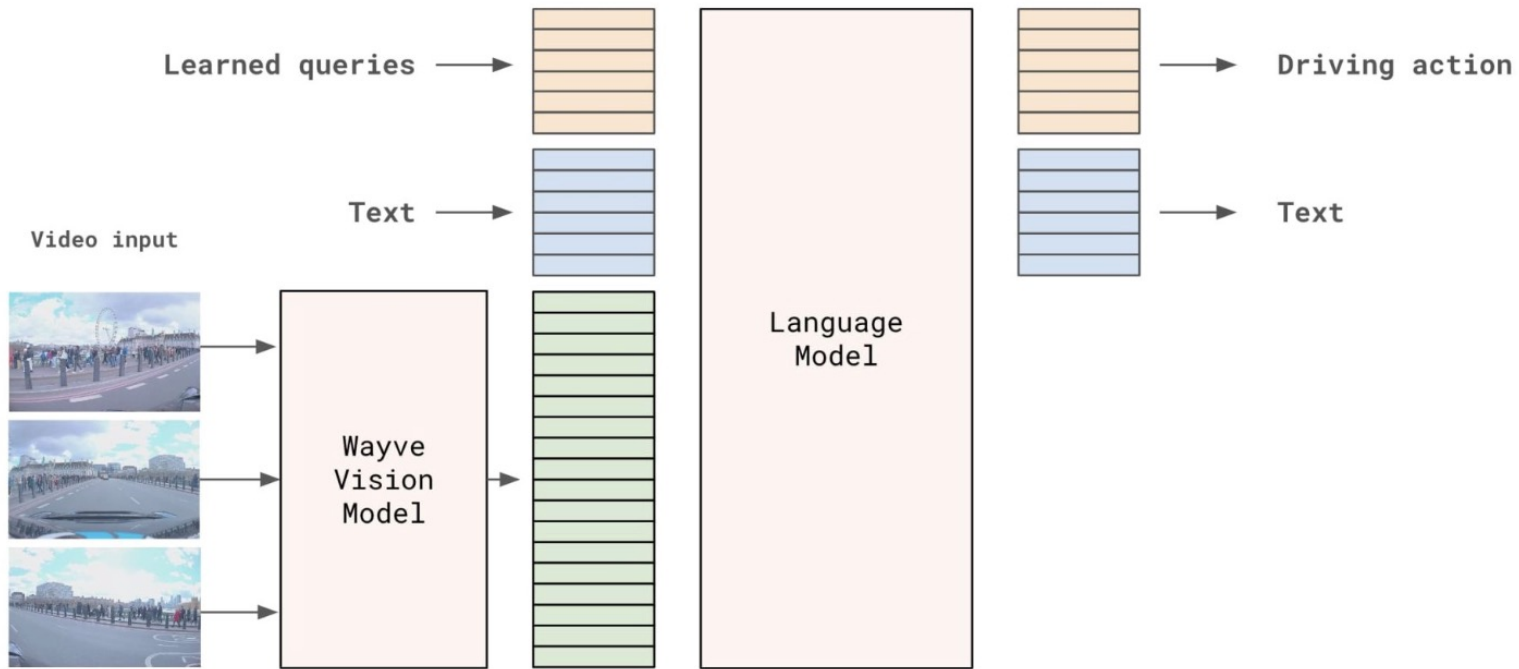 Learned queries
Driving action
Text
Text
Video input
Language
Model
Wayve
Vision
Model